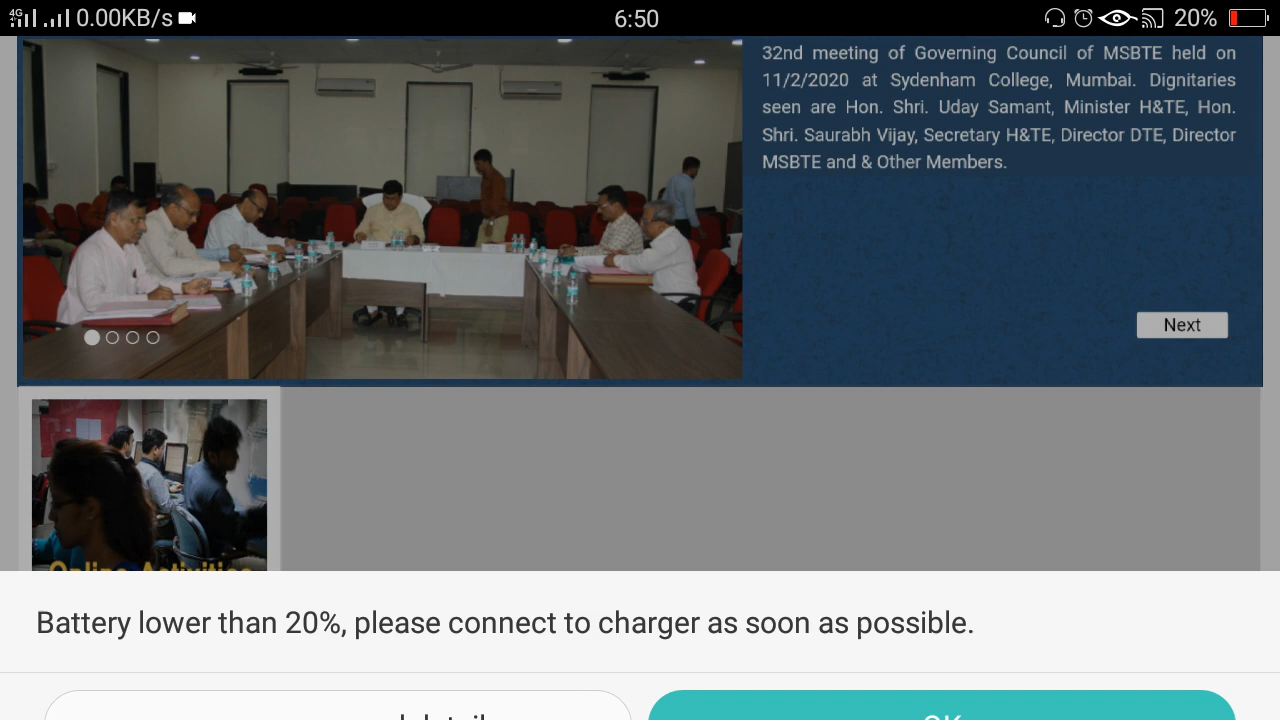 4G 0.00KB/s 6:50 20%
32nd meeting of Governing Council of MSBTE held on
11/2/2020 at Sydenham College, Mumbai. Dignitaries
seen are Hon. Shri. Uday Samant, Minister H&TE, Hon.
Shri. Saurabh Vijay, Secretary H&TE, Director DTE, Director
MSBTE and & Other Members.
Next
Online Activities
Battery lower than 20%, please connect to charger as soon as possible.
OK